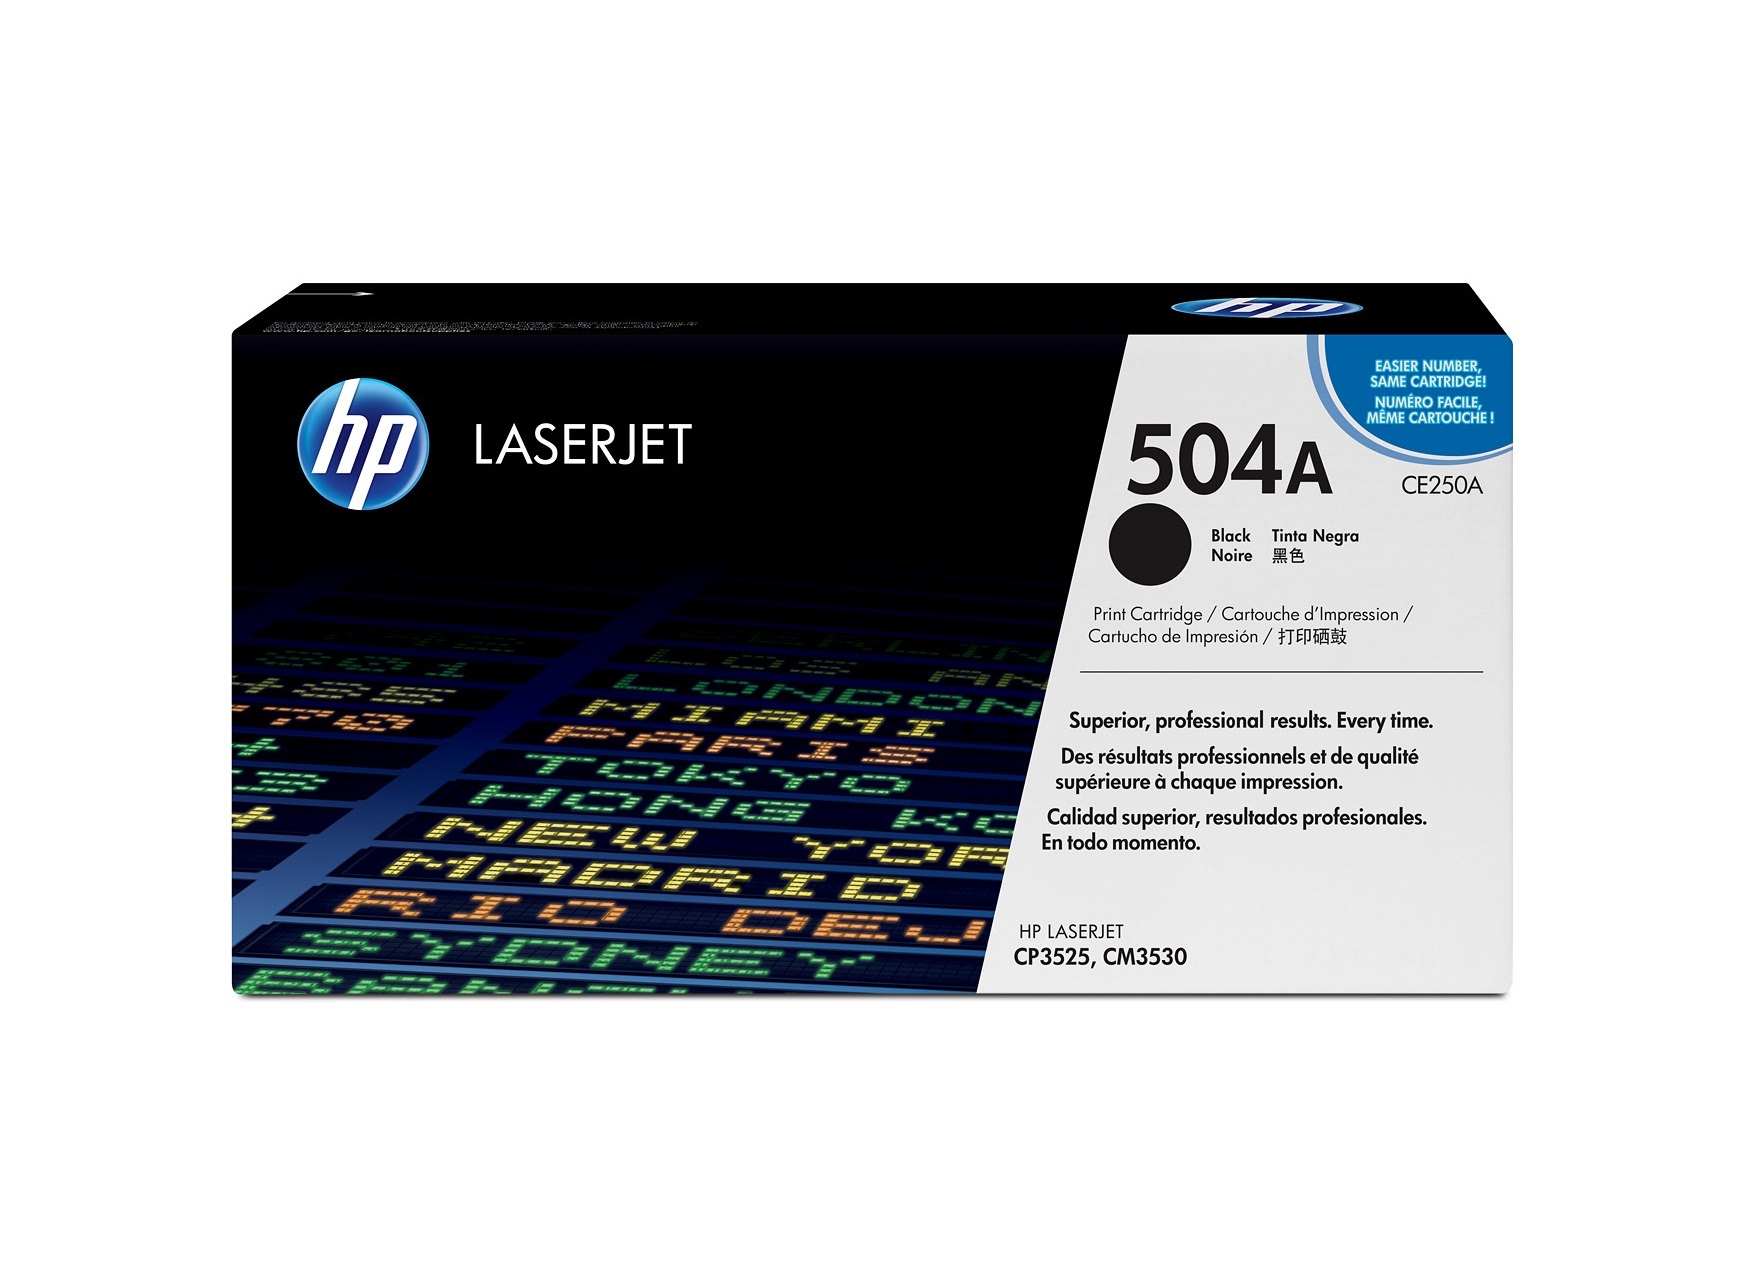 hp
hp
LASERJET
EASIER NUMBER,
SAME CARTRIDGE!
NUMÉRO FACILE,
MÊME CARTOUCHE !
504A
CE250A
Black Tinta Negra
Noire 黑色
Print Cartridge / Cartouche d'Impression /
Cartucho de Impresión / 打印硒鼓
Superior, professional results. Every time.
Des résultats professionnels et de qualité
supérieure à chaque impression.
Calidad superior, resultados profesionales.
En todo momento.
HP LASERJET
CP3525, CM3530
LONDON
MIAMI
PARIS
TOKYO
HONG KO
NEW YOR
MADRID
RIO DEJ
SYDNEY